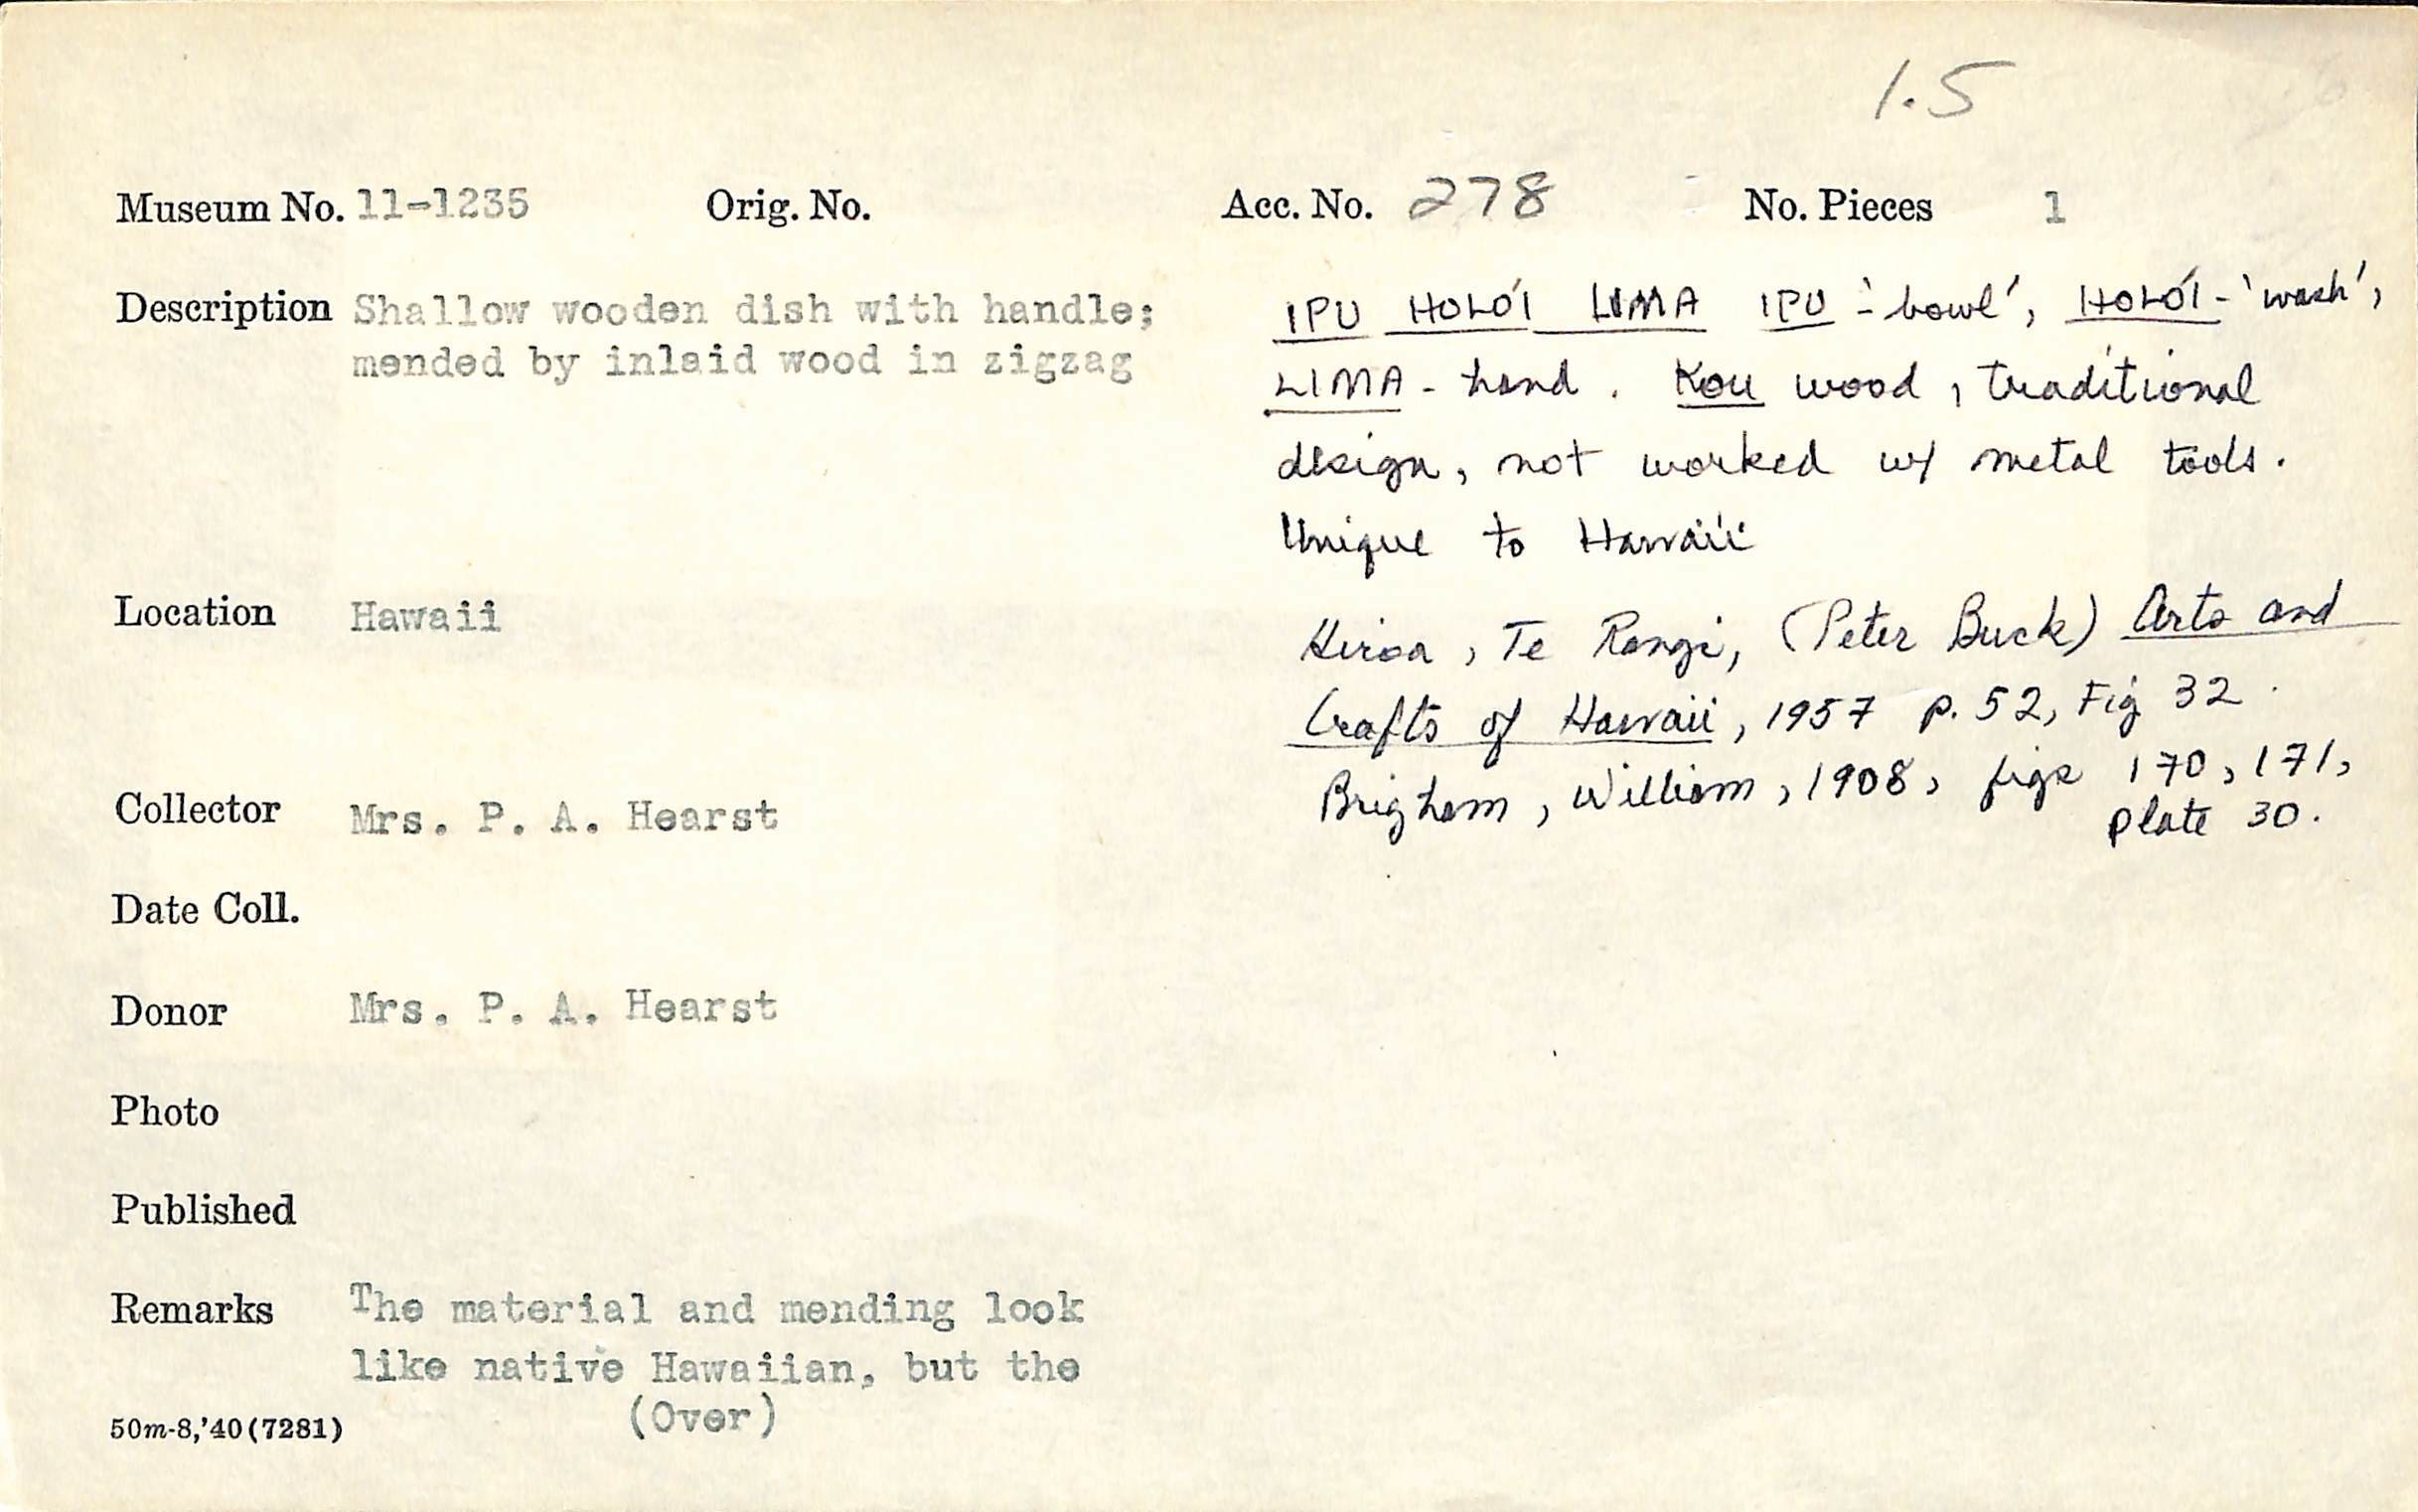 1.5
Museum No. 11-1235 Orig. No. Acc. No. 278 No. Pieces 1
Description Shallow wooden dish with handle;
mended by inlaid wood in zigzag
IPU HOLO'I LIMA IPU - 'bowl', HOLO'I - 'wash',
LIMA - hand. Kou wood, traditional
design, not worked w/ metal tools.
Unique to Hawai'i
Location Hawaii
Hiroa, Te Rangi, (Peter Buck) Arts and
Crafts of Hawaii, 1957 p. 52, Fig 32.
Brigham, William, 1908, figs 170, 171,
plate 30.
Collector Mrs. P. A. Hearst
Date Coll.
Donor Mrs. P. A. Hearst
Photo
Published
Remarks The material and mending look
like native Hawaiian, but the
(Over)
50m-8,'40(7281)